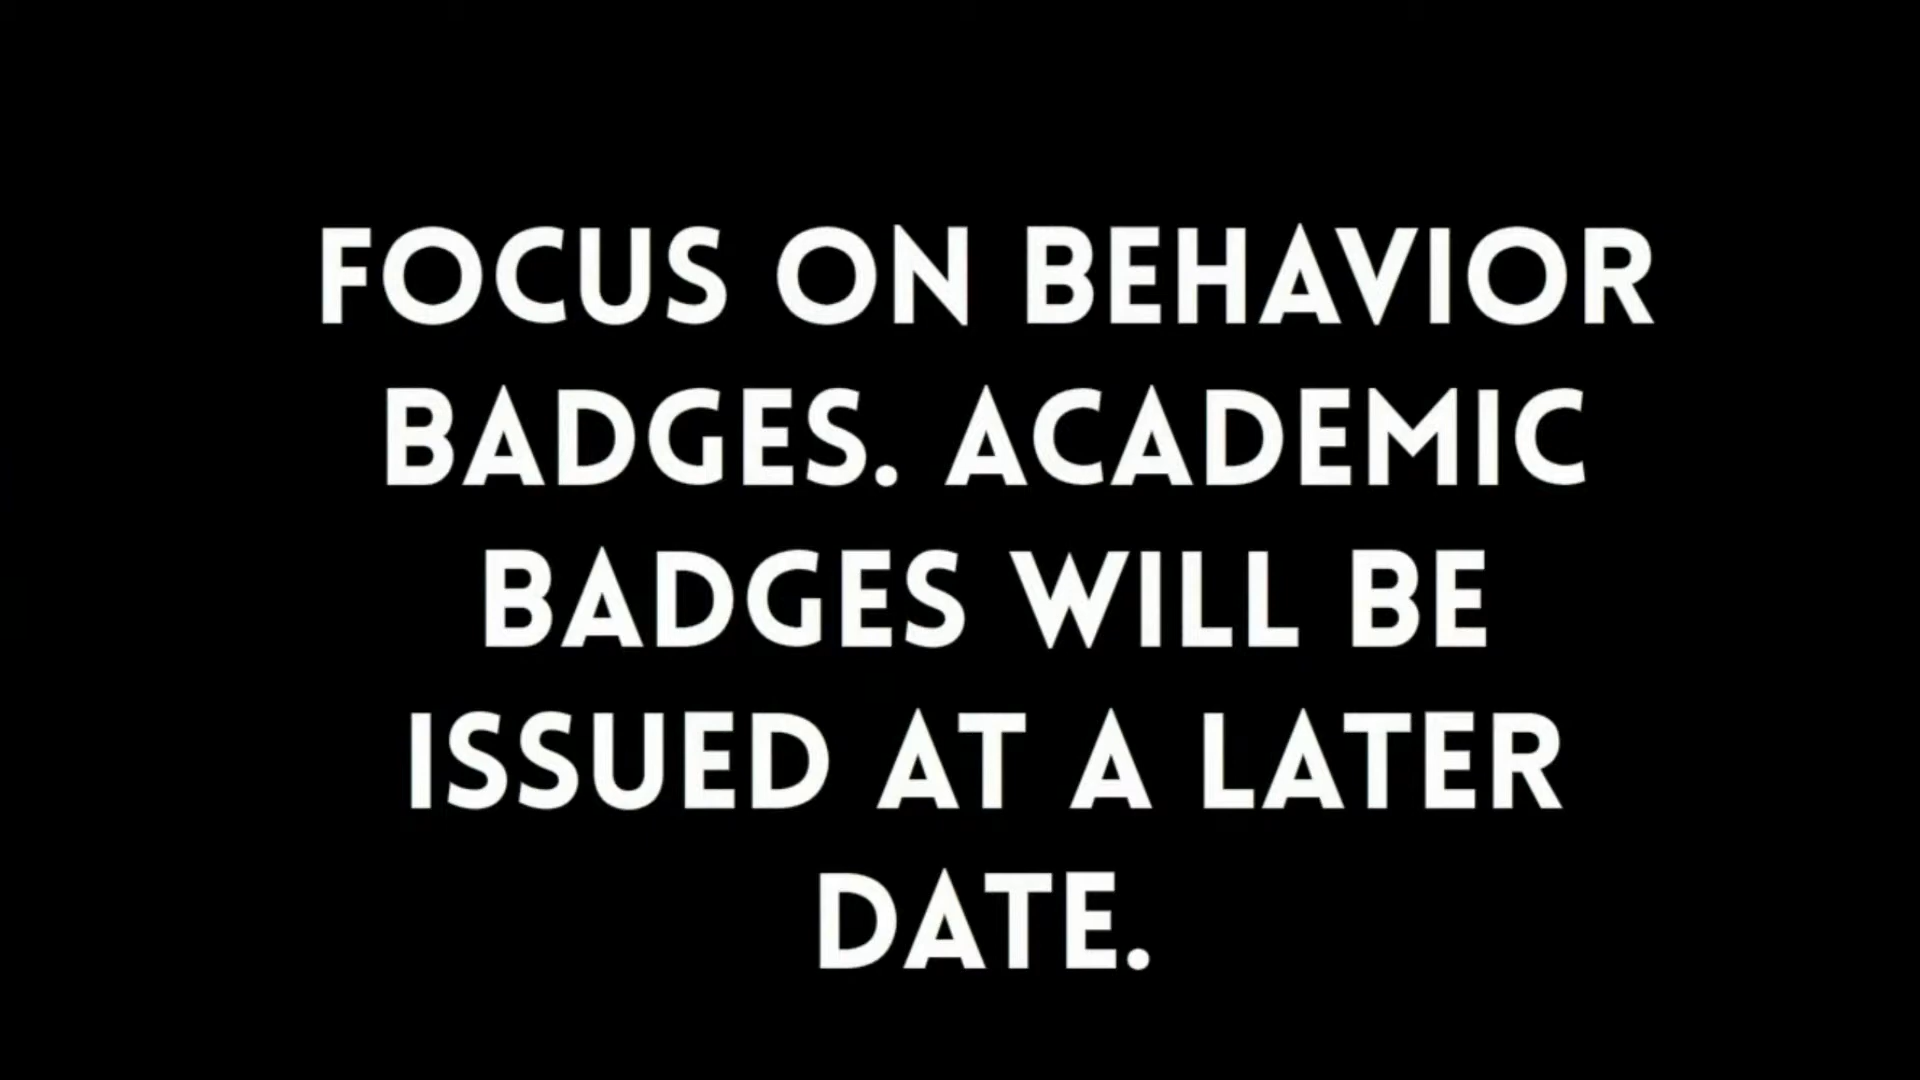 FOCUS ON BEHAVIOR
BADGES. ACADEMIC
BADGES WILL BE
ISSUED AT A LATER
DATE.